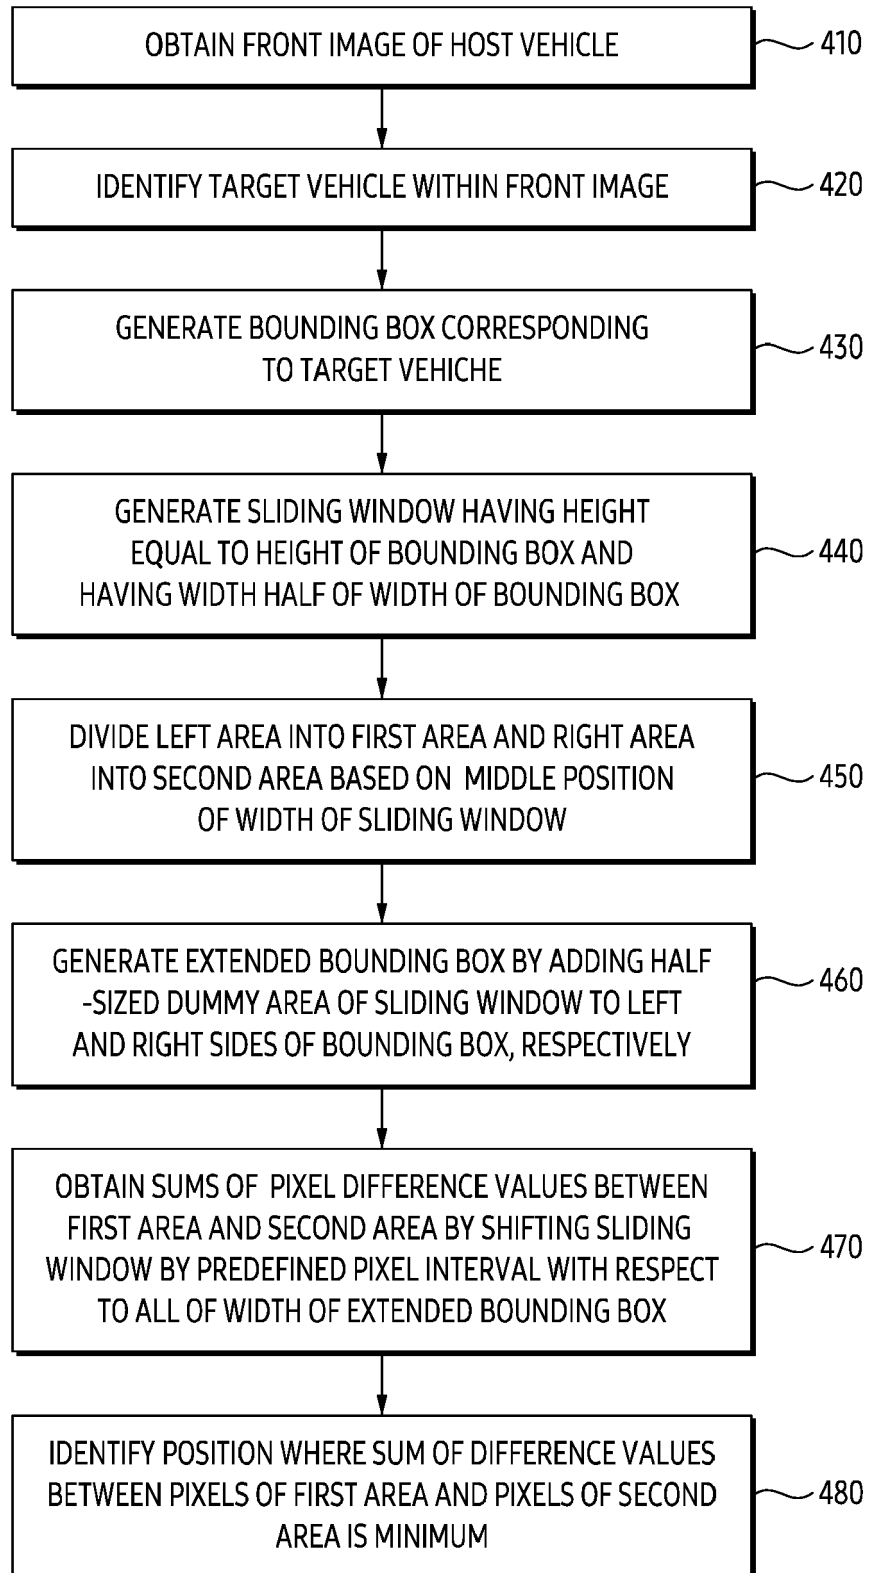 OBTAIN FRONT IMAGE OF HOST VEHICLE
410
IDENTIFY TARGET VEHICLE WITHIN FRONT IMAGE
420
GENERATE BOUNDING BOX CORRESPONDING
TO TARGET VEHICHE
430
GENERATE SLIDING WINDOW HAVING HEIGHT
EQUAL TO HEIGHT OF BOUNDING BOX AND
HAVING WIDTH HALF OF WIDTH OF BOUNDING BOX
440
DIVIDE LEFT AREA INTO FIRST AREA AND RIGHT AREA
INTO SECOND AREA BASED ON MIDDLE POSITION
OF WIDTH OF SLIDING WINDOW
450
GENERATE EXTENDED BOUNDING BOX BY ADDING HALF
-SIZED DUMMY AREA OF SLIDING WINDOW TO LEFT
AND RIGHT SIDES OF BOUNDING BOX, RESPECTIVELY
460
OBTAIN SUMS OF PIXEL DIFFERENCE VALUES BETWEEN
FIRST AREA AND SECOND AREA BY SHIFTING SLIDING
WINDOW BY PREDEFINED PIXEL INTERVAL WITH RESPECT
TO ALL OF WIDTH OF EXTENDED BOUNDING BOX
470
IDENTIFY POSITION WHERE SUM OF DIFFERENCE VALUES
BETWEEN PIXELS OF FIRST AREA AND PIXELS OF SECOND
AREA IS MINIMUM
480